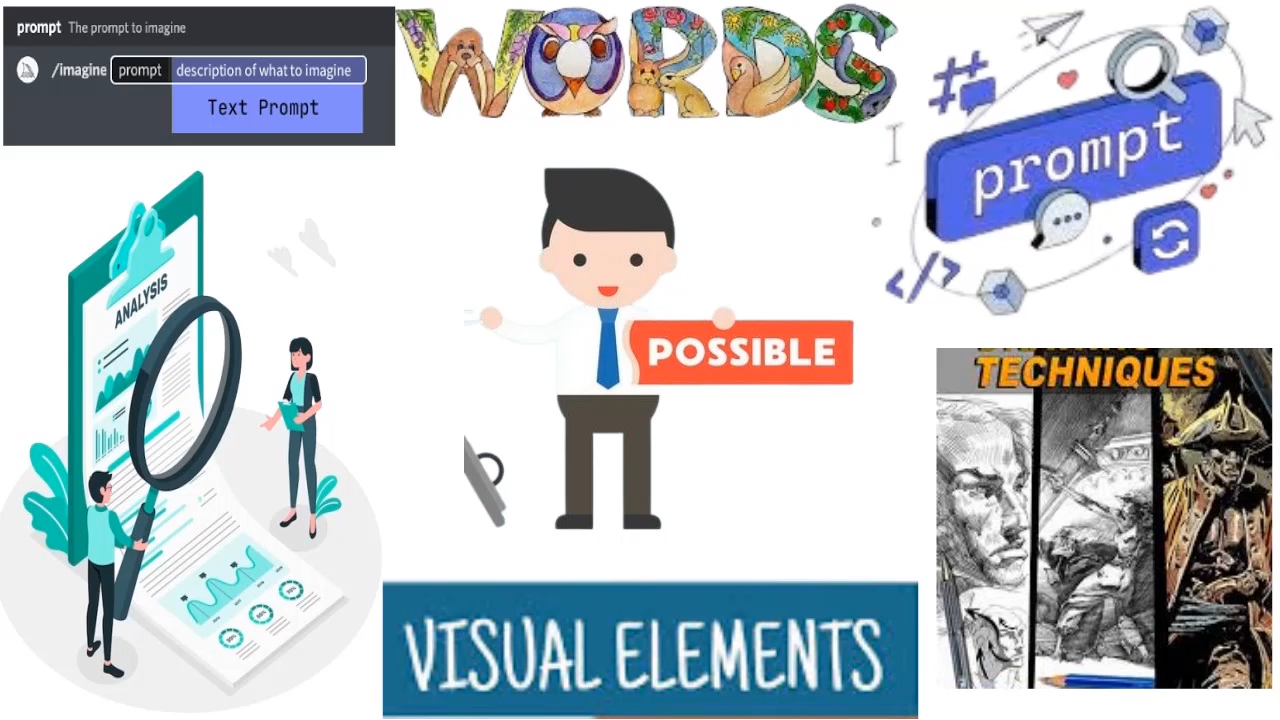 prompt The prompt to imagine
/imagine prompt description of what to imagine
Text Prompt
WORDS
prompt
</>
ANALYSIS
POSSIBLE
TECHNIQUES
VISUAL ELEMENTS